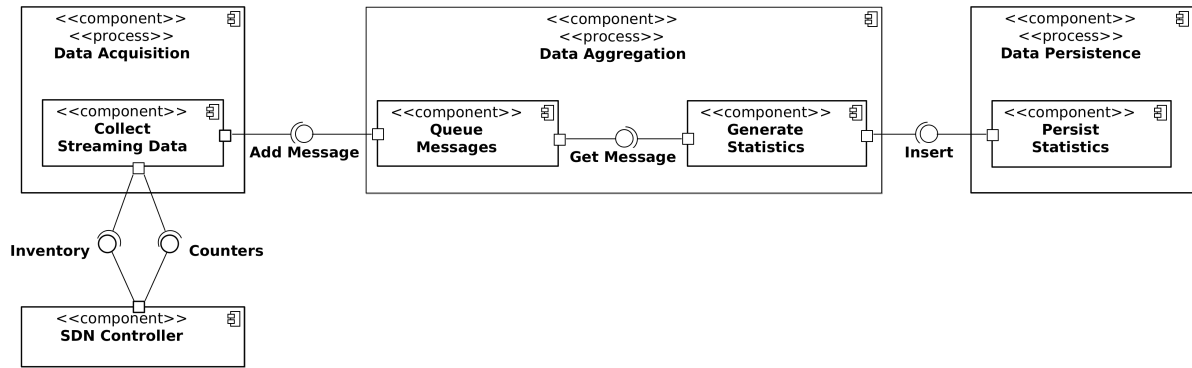 <<component>>
<<process>>
Data Acquisition
<<component>>
Collect
Streaming Data
Add Message
<<component>>
<<process>>
Data Aggregation
<<component>>
Queue
Messages
Get Message
<<component>>
Generate
Statistics
Insert
<<component>>
<<process>>
Data Persistence
<<component>>
Persist
Statistics
Inventory
Counters
<<component>>
SDN Controller